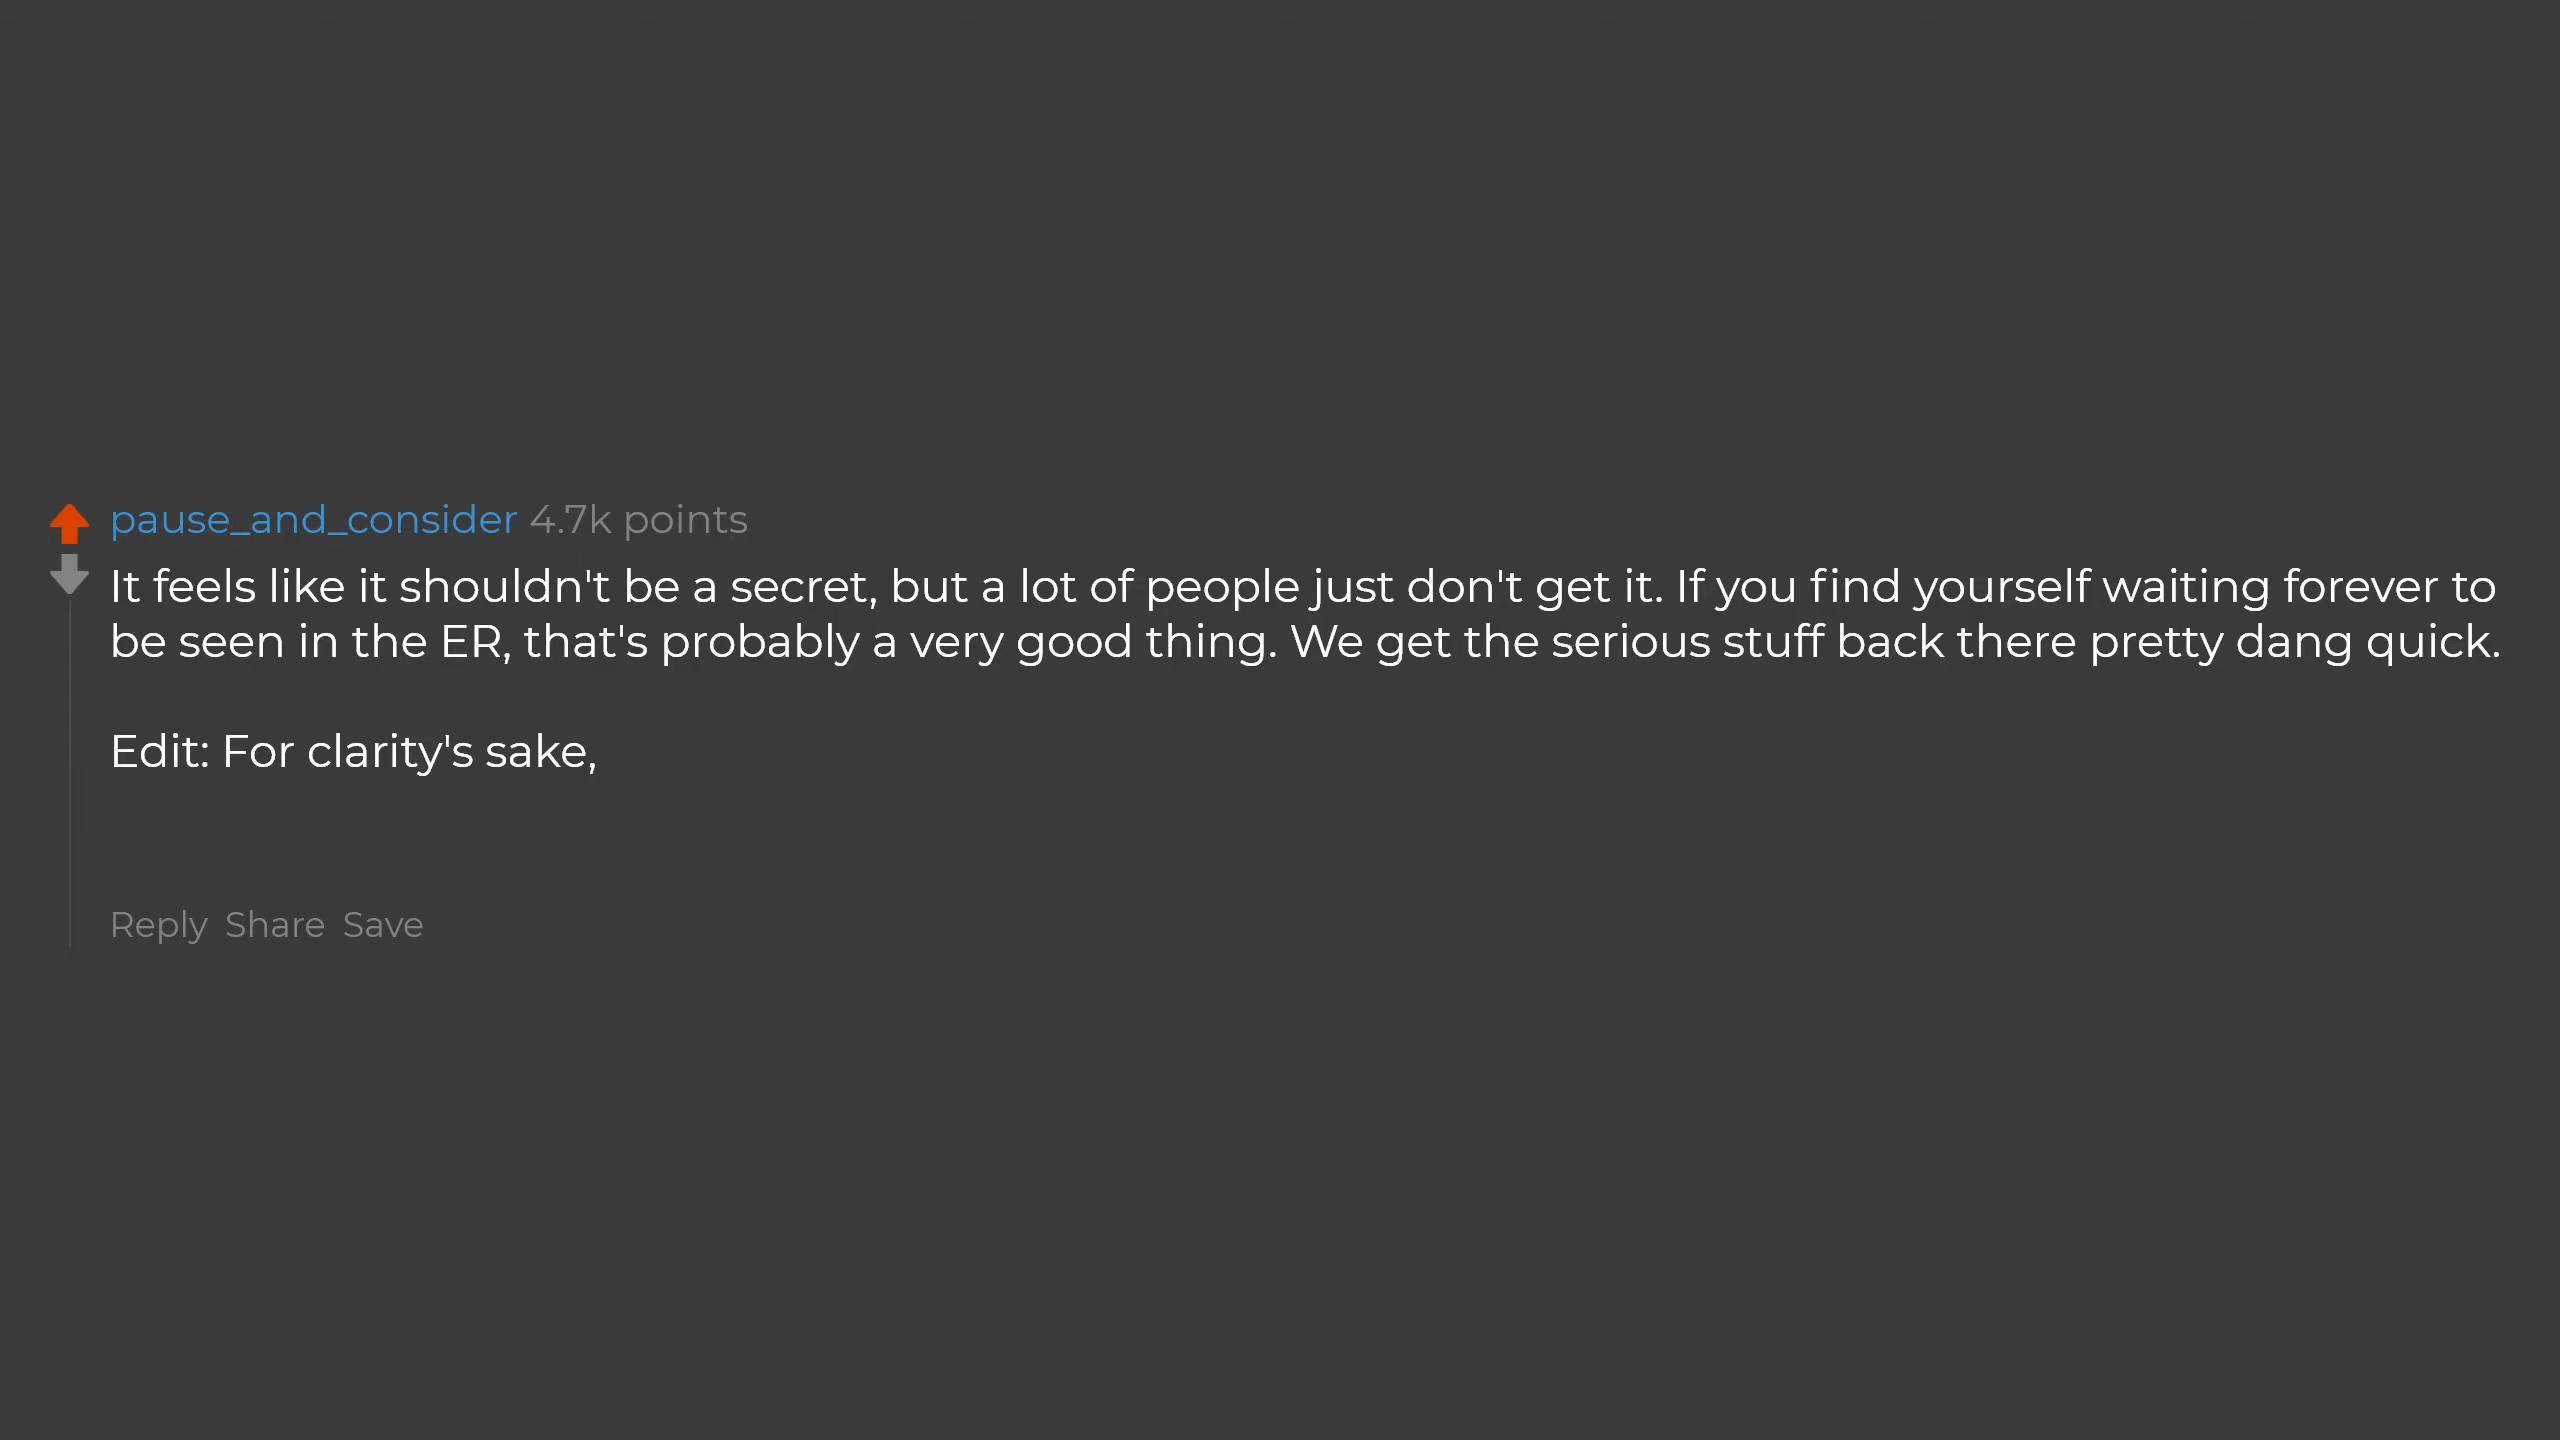 pause_and_consider 4.7k points
It feels like it shouldn't be a secret, but a lot of people just don't get it. If you find yourself waiting forever to
be seen in the ER, that's probably a very good thing. We get the serious stuff back there pretty dang quick.
Edit: For clarity's sake,
Reply Share Save